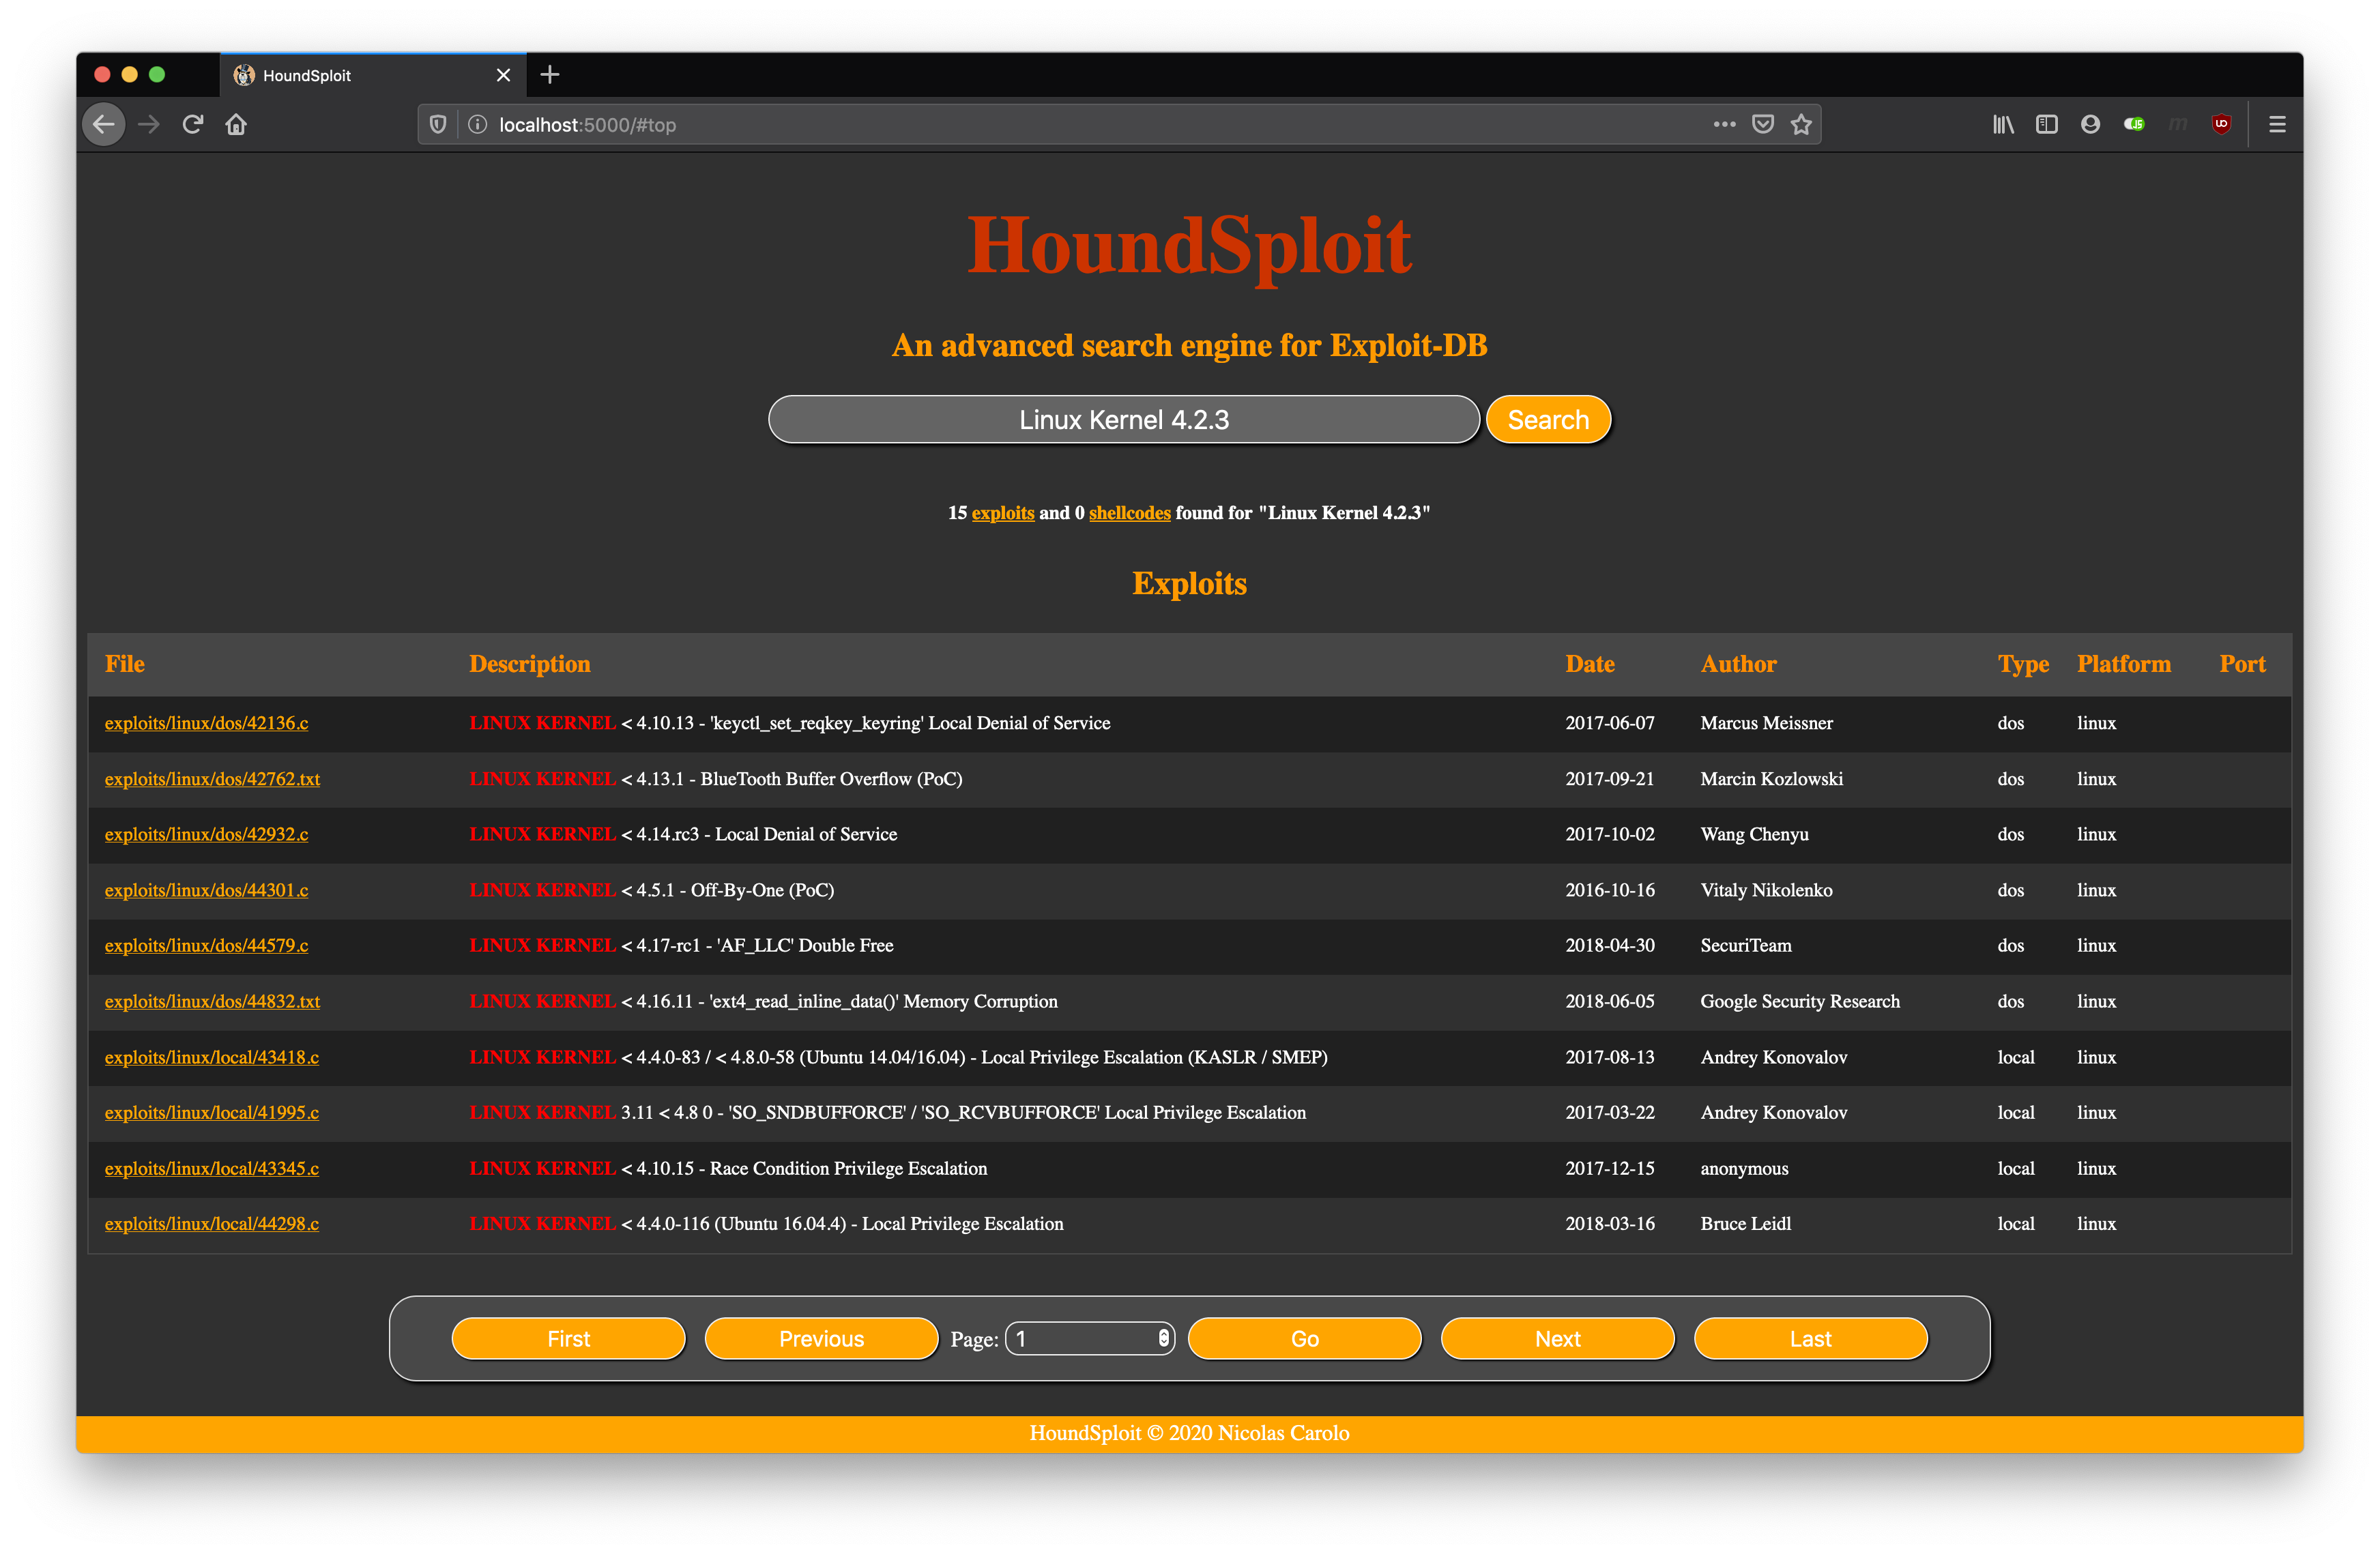 HoundSploit
localhost:5000/#top
HoundSploit
An advanced search engine for Exploit-DB
Linux Kernel 4.2.3 Search
15 exploits and 0 shellcodes found for "Linux Kernel 4.2.3"
Exploits
File Description Date Author Type Platform Port
exploits/linux/dos/42136.c LINUX KERNEL < 4.10.13 - 'keyctl_set_reqkey_keyring' Local Denial of Service 2017-06-07 Marcus Meissner dos linux
exploits/linux/dos/42762.txt LINUX KERNEL < 4.13.1 - BlueTooth Buffer Overflow (PoC) 2017-09-21 Marcin Kozlowski dos linux
exploits/linux/dos/42932.c LINUX KERNEL < 4.14.rc3 - Local Denial of Service 2017-10-02 Wang Chenyu dos linux
exploits/linux/dos/44301.c LINUX KERNEL < 4.5.1 - Off-By-One (PoC) 2016-10-16 Vitaly Nikolenko dos linux
exploits/linux/dos/44579.c LINUX KERNEL < 4.17-rc1 - 'AF_LLC' Double Free 2018-04-30 SecuriTeam dos linux
exploits/linux/dos/44832.txt LINUX KERNEL < 4.16.11 - 'ext4_read_inline_data()' Memory Corruption 2018-06-05 Google Security Research dos linux
exploits/linux/local/43418.c LINUX KERNEL < 4.4.0-83 / < 4.8.0-58 (Ubuntu 14.04/16.04) - Local Privilege Escalation (KASLR / SMEP) 2017-08-13 Andrey Konovalov local linux
exploits/linux/local/41995.c LINUX KERNEL 3.11 < 4.8 0 - 'SO_SNDBUFFORCE' / 'SO_RCVBUFFORCE' Local Privilege Escalation 2017-03-22 Andrey Konovalov local linux
exploits/linux/local/43345.c LINUX KERNEL < 4.10.15 - Race Condition Privilege Escalation 2017-12-15 anonymous local linux
exploits/linux/local/44298.c LINUX KERNEL < 4.4.0-116 (Ubuntu 16.04.4) - Local Privilege Escalation 2018-03-16 Bruce Leidl local linux
First Previous Page: 1 Go Next Last
HoundSploit © 2020 Nicolas Carolo